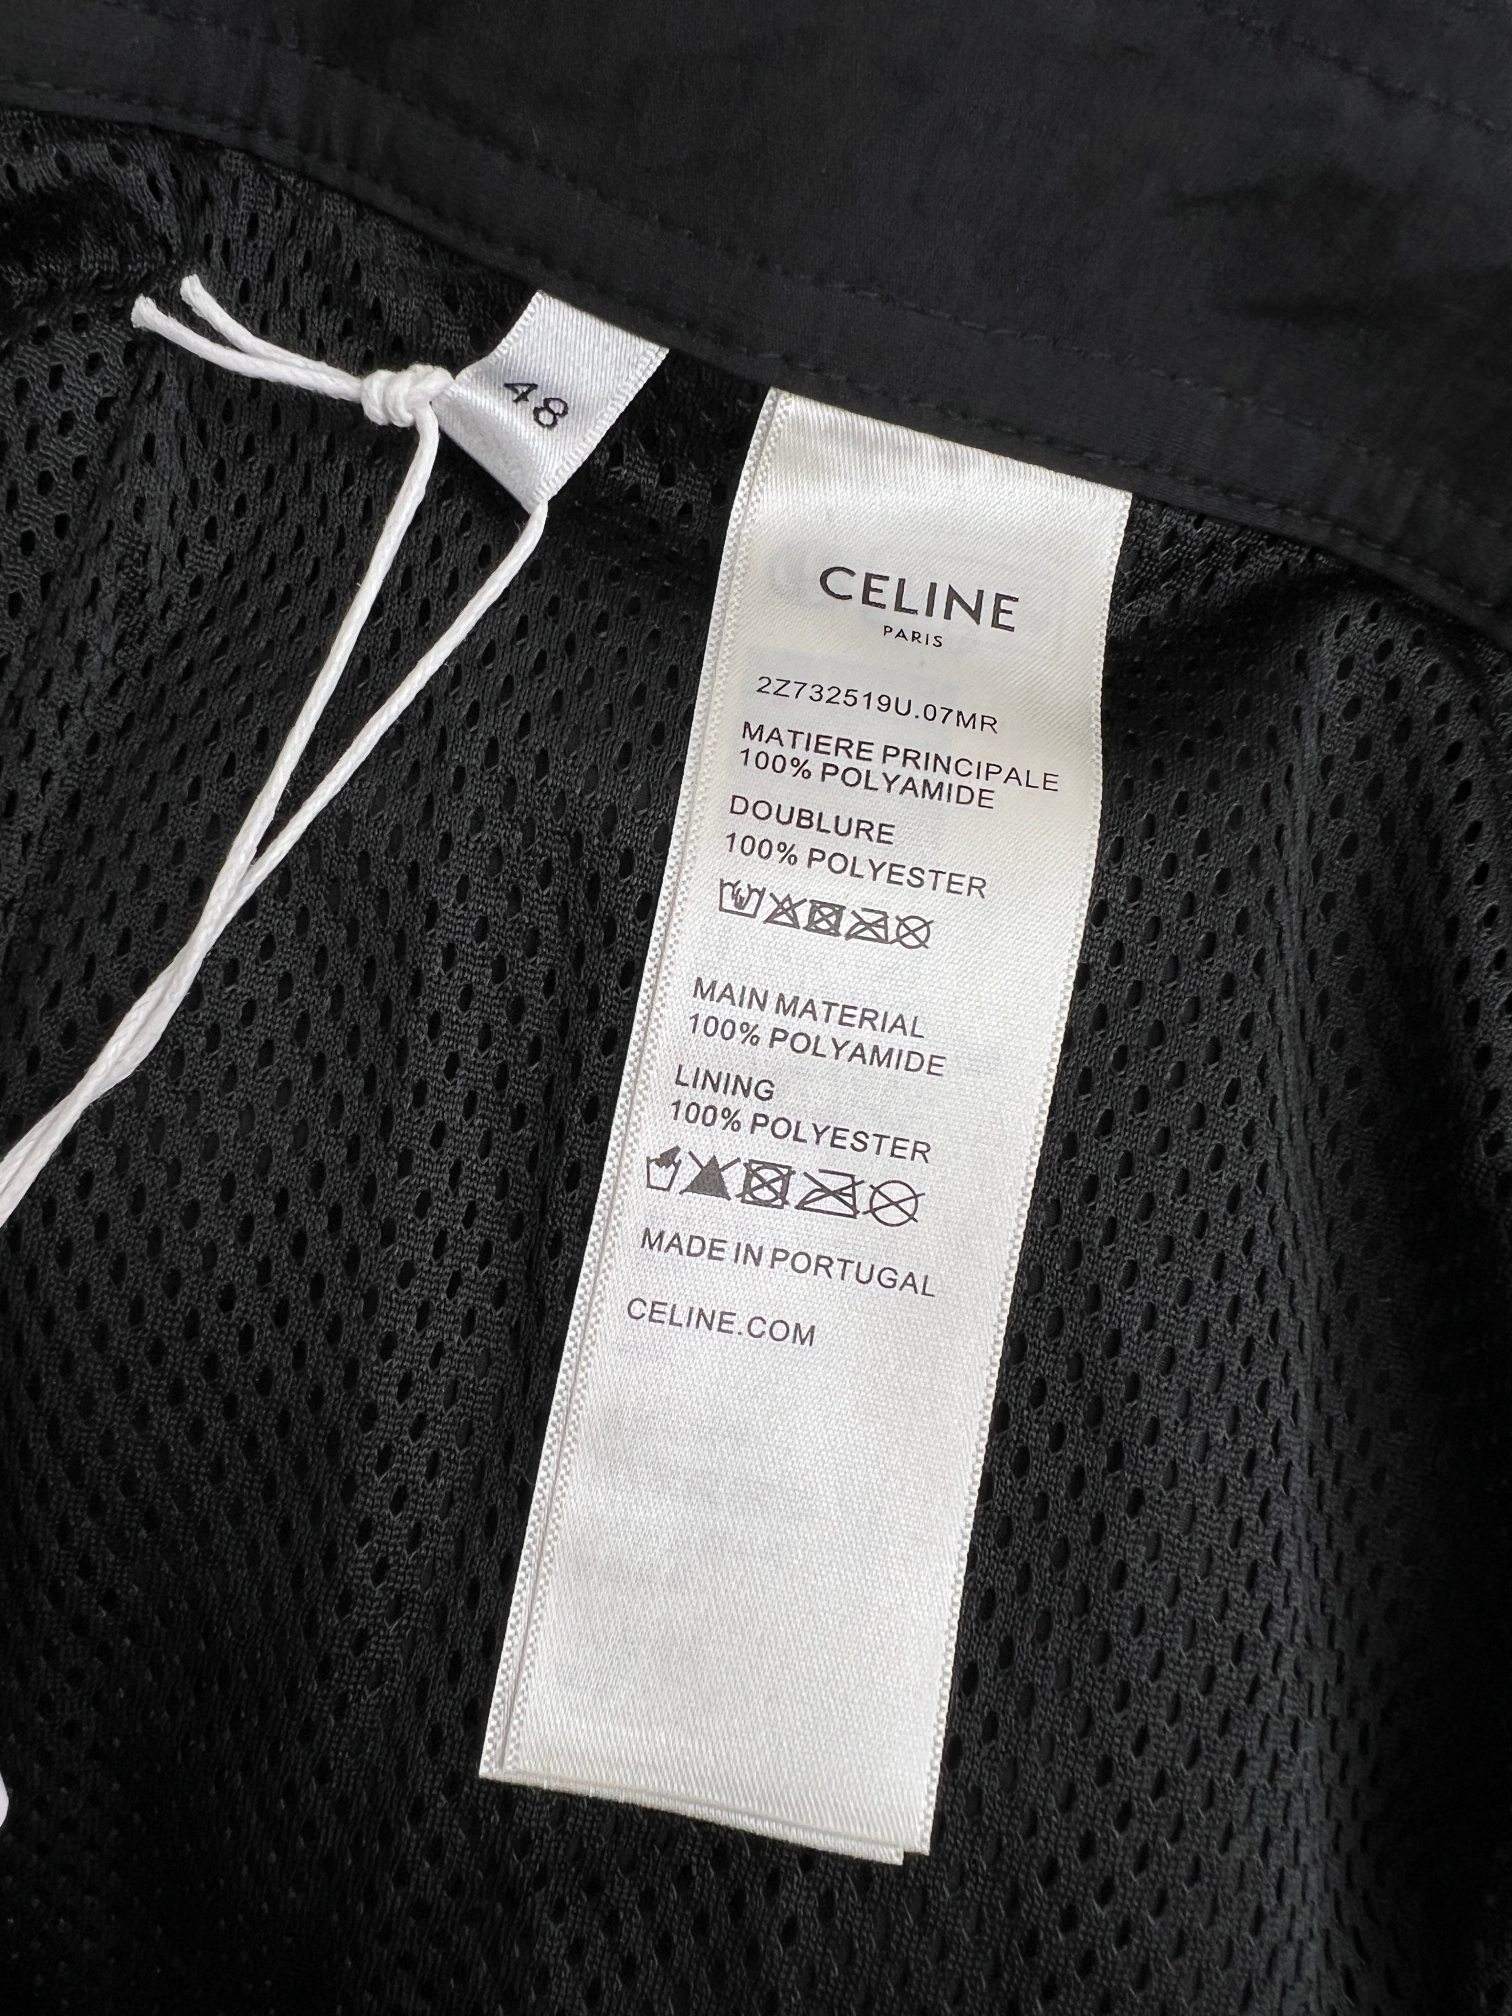 48
CELINE
PARIS
2Z732519U.07MR
MATIERE PRINCIPALE
100% POLYAMIDE
DOUBLURE
100% POLYESTER
MAIN MATERIAL
100% POLYAMIDE
LINING
100% POLYESTER
MADE IN PORTUGAL
CELINE.COM